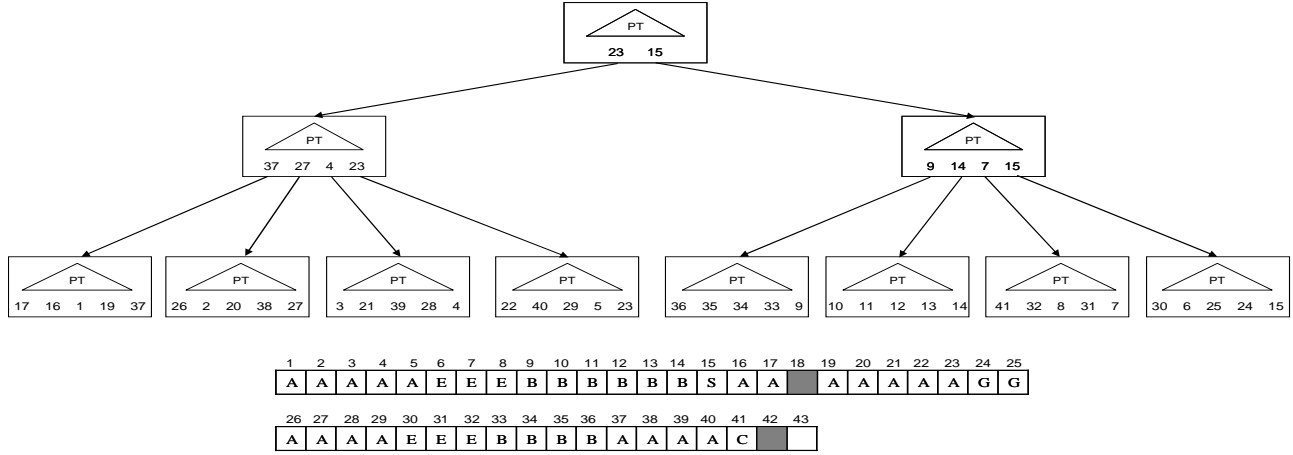 PT
23 15
PT PT
37 27 4 23 9 14 7 15
PT PT PT PT PT PT PT PT
17 16 1 19 37 26 2 20 38 27 3 21 39 28 4 22 40 29 5 23 36 35 34 33 9 10 11 12 13 14 41 32 8 31 7 30 6 25 24 15
1 2 3 4 5 6 7 8 9 10 11 12 13 14 15 16 17 18 19 20 21 22 23 24 25
A A A A A E E E B B B B B B S A A A A A A A G G
26 27 28 29 30 31 32 33 34 35 36 37 38 39 40 41 42 43
A A A A E E E B B B B A A A A C